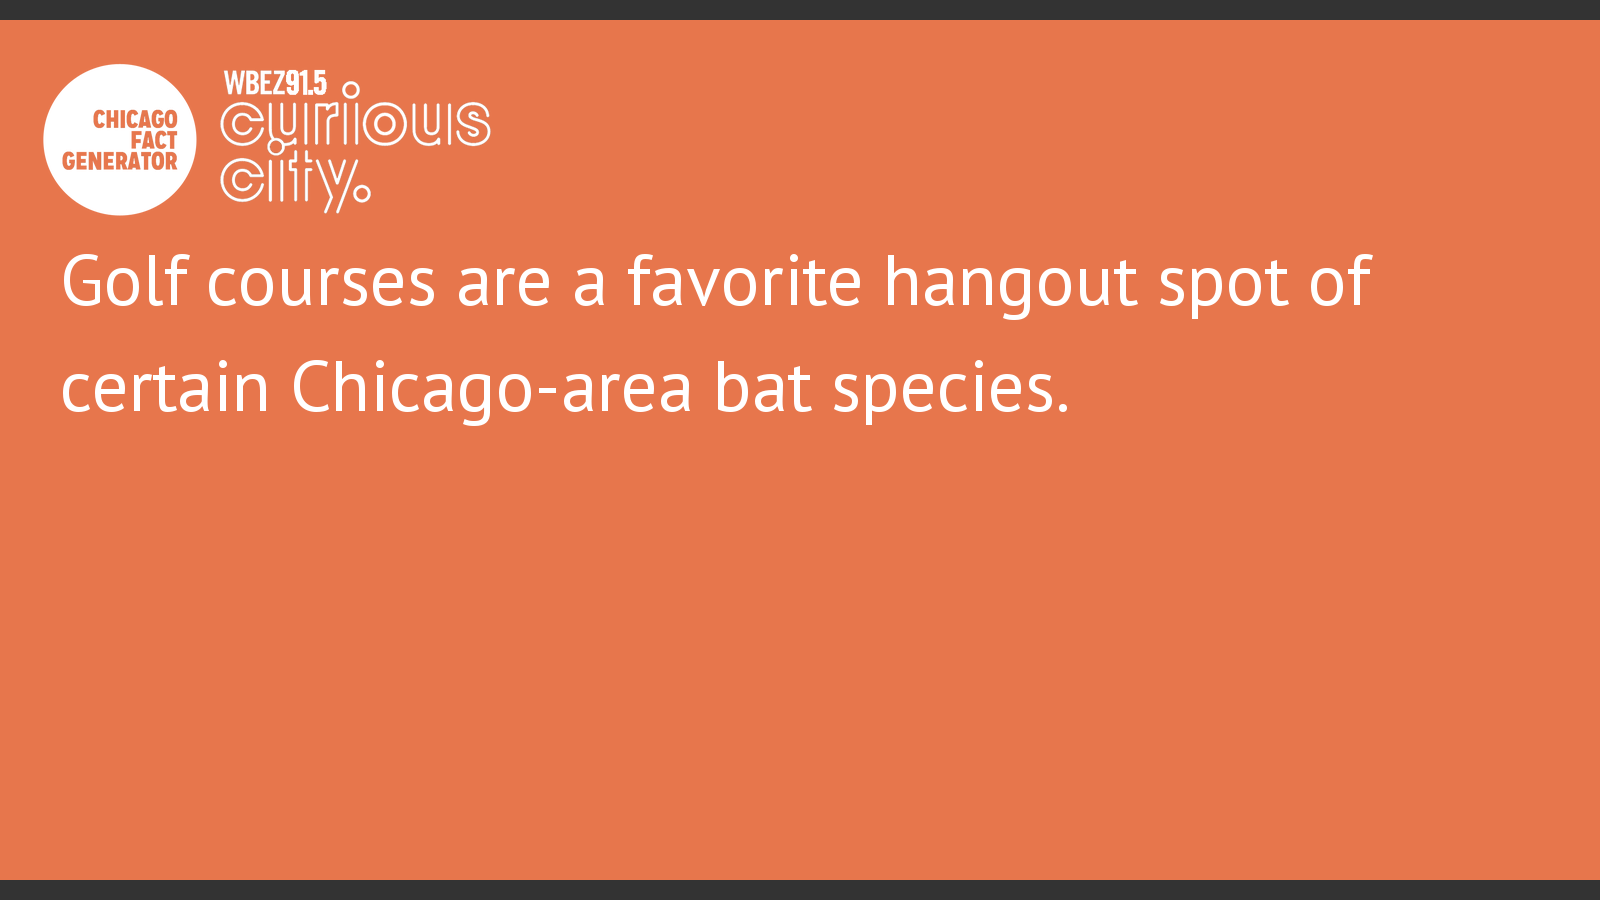 CHICAGO
FACT
GENERATOR
WBEZ91.5
curious
city.
Golf courses are a favorite hangout spot of
certain Chicago-area bat species.